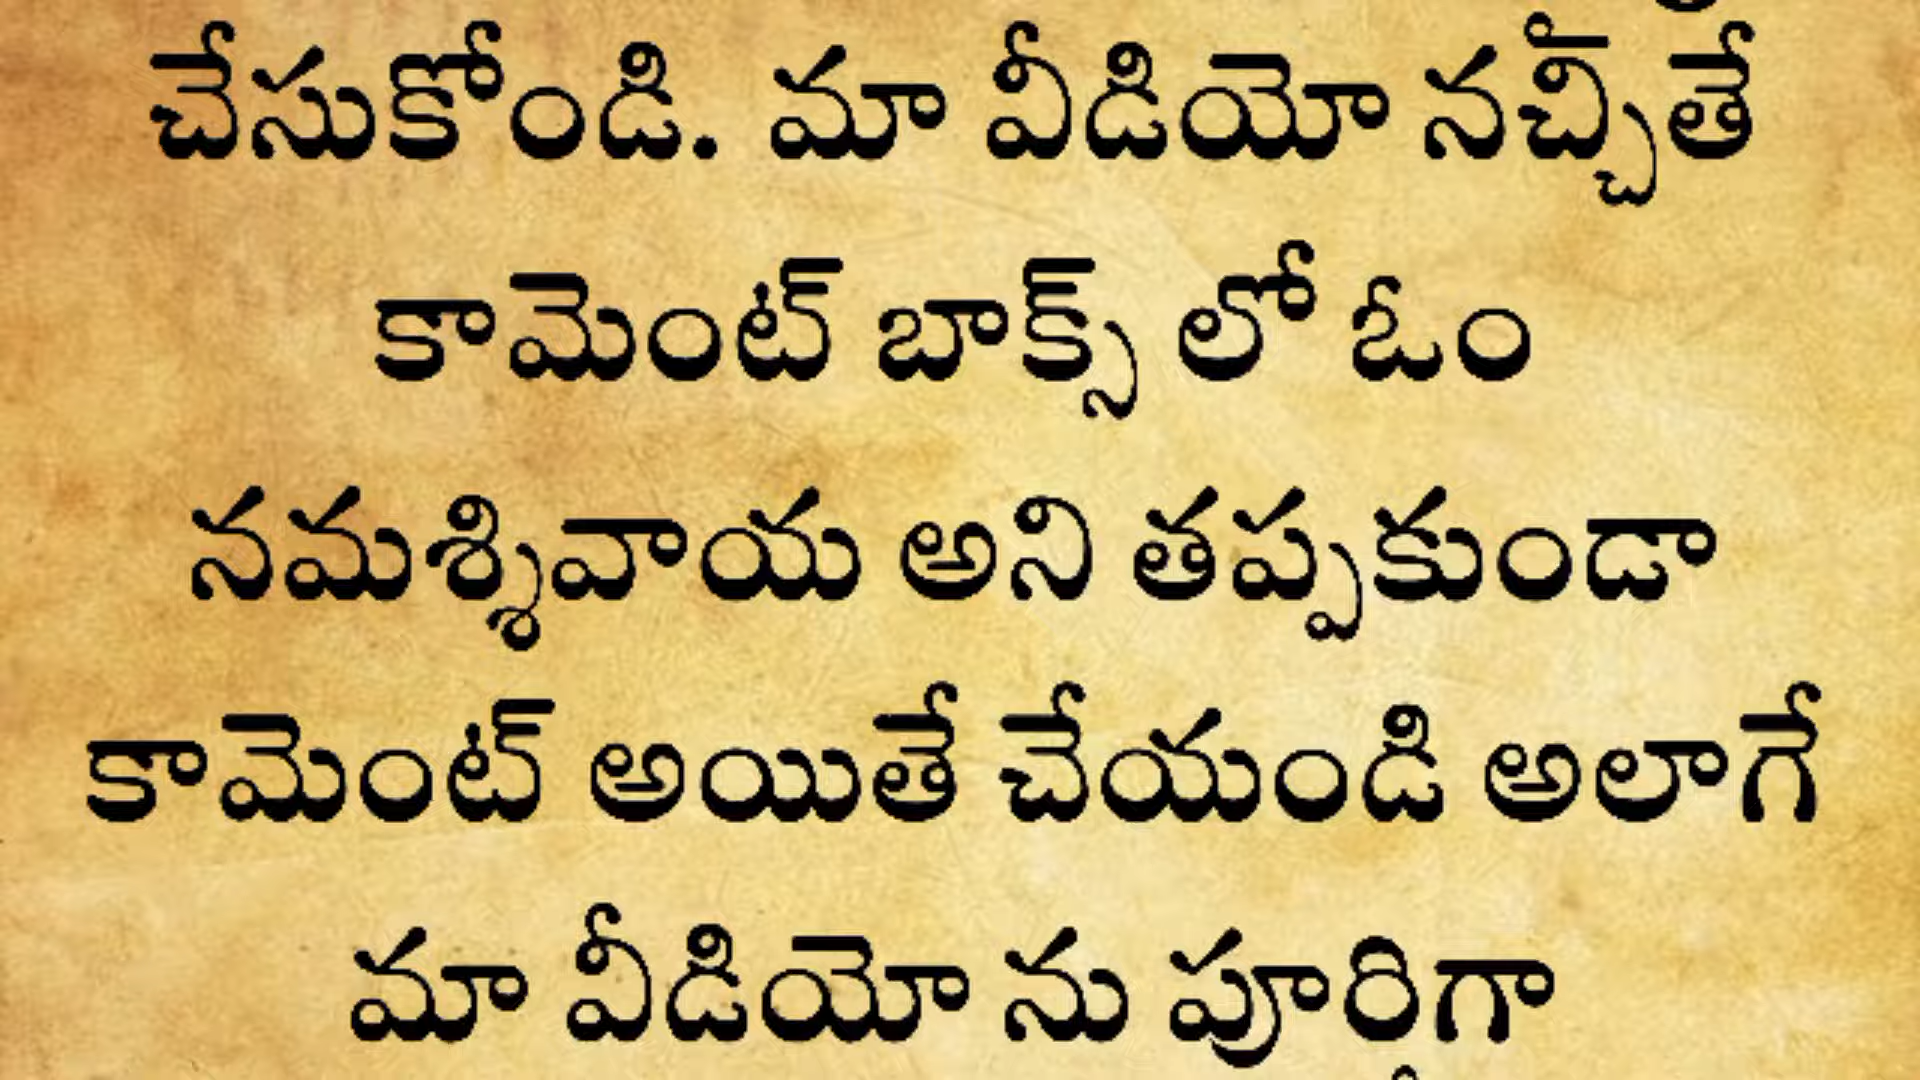 చేసుకోండి. మా వీడియో నచ్చితే
కామెంట్ బాక్స్ లో ఓం
నమశ్శివాయ అని తప్పకుండా
కామెంట్ అయితే చేయండి అలాగే
మా వీడియో ను పూర్తిగా